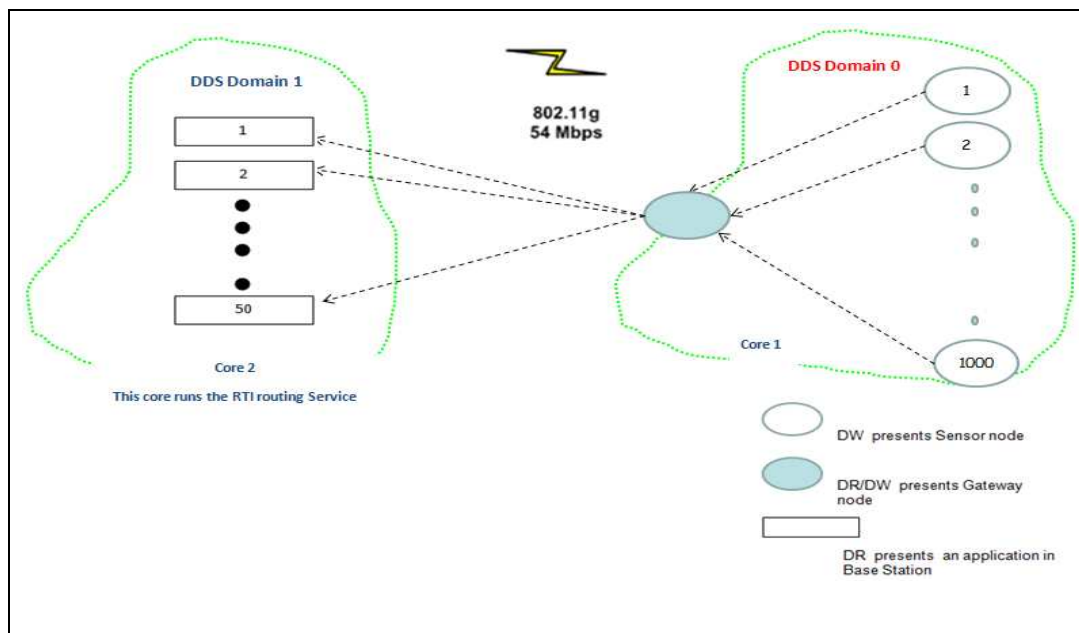 DDS Domain 1
1
2
50
Core 2
This core runs the RTI routing Service
802.11g
54 Mbps
DDS Domain 0
1
2
1000
Core 1
DW presents Sensor node
DR/DW presents Gateway
node
DR presents an application in
Base Station